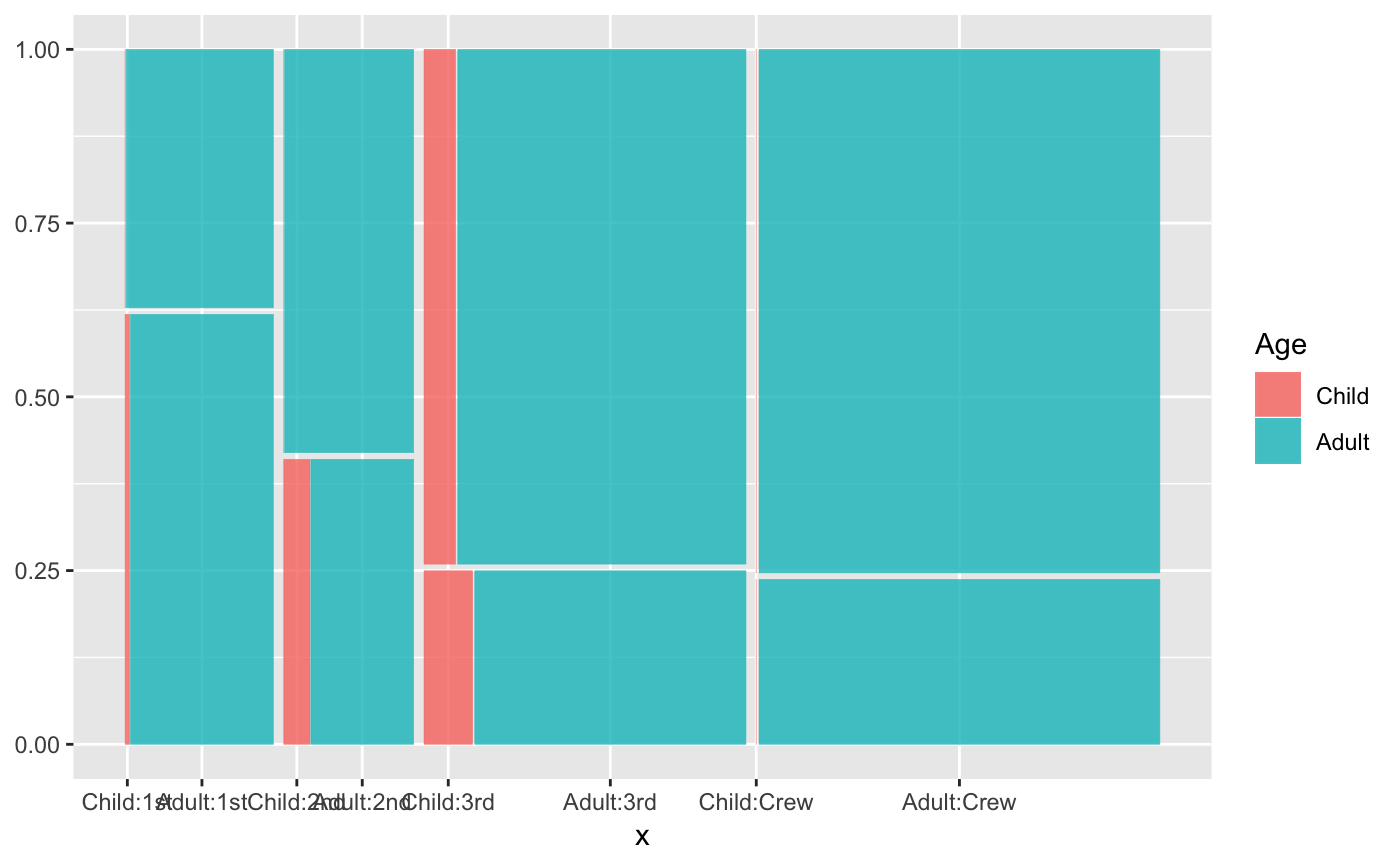 1.00
0.75
0.50
0.25
0.00
Child:1st Adult:1st Child:2nd Adult:2nd Child:3rd Adult:3rd Child:Crew Adult:Crew
x
Age
Child
Adult